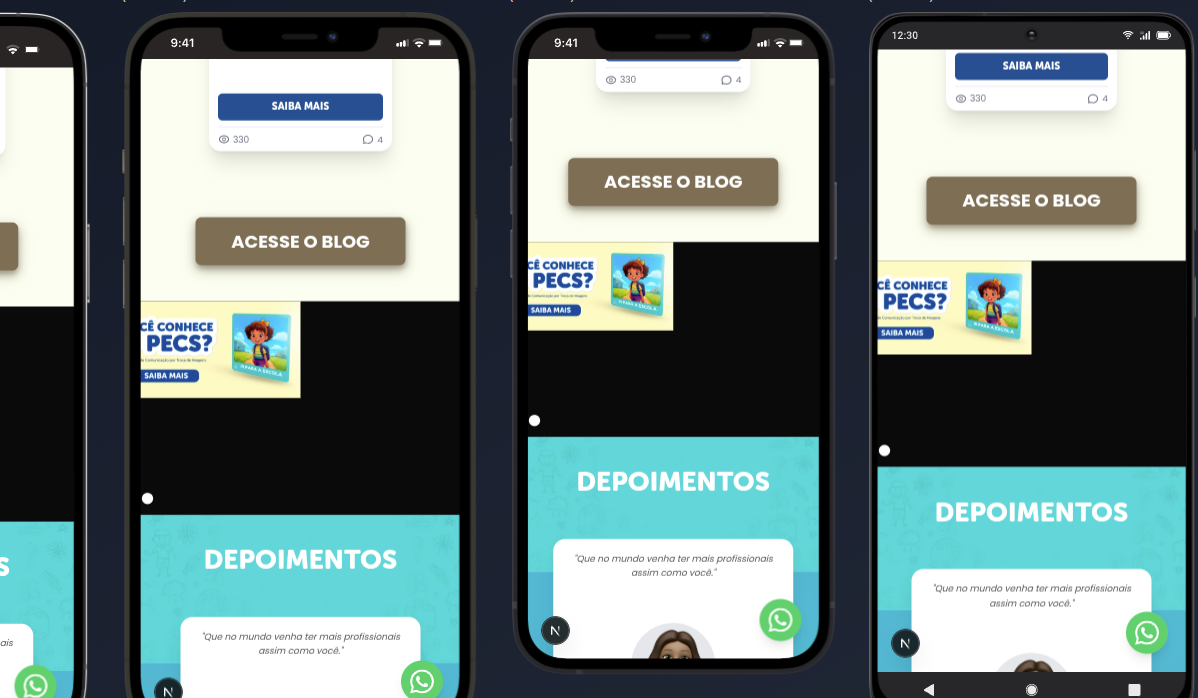 9:41
SAIBA MAIS
330
4
ACESSE O BLOG
CÊ CONHECE
PECS?
SAIBA MAIS
DEPOIMENTOS
"Que no mundo venha ter mais profissionais
assim como você."
N
9:41
330
4
ACESSE O BLOG
CÊ CONHECE
PECS?
SAIBA MAIS
DEPOIMENTOS
"Que no mundo venha ter mais profissionais
assim como você."
N
12:30
SAIBA MAIS
330
4
ACESSE O BLOG
CÊ CONHECE
PECS?
SAIBA MAIS
DEPOIMENTOS
"Que no mundo venha ter mais profissionais
assim como você."
N
S
ais